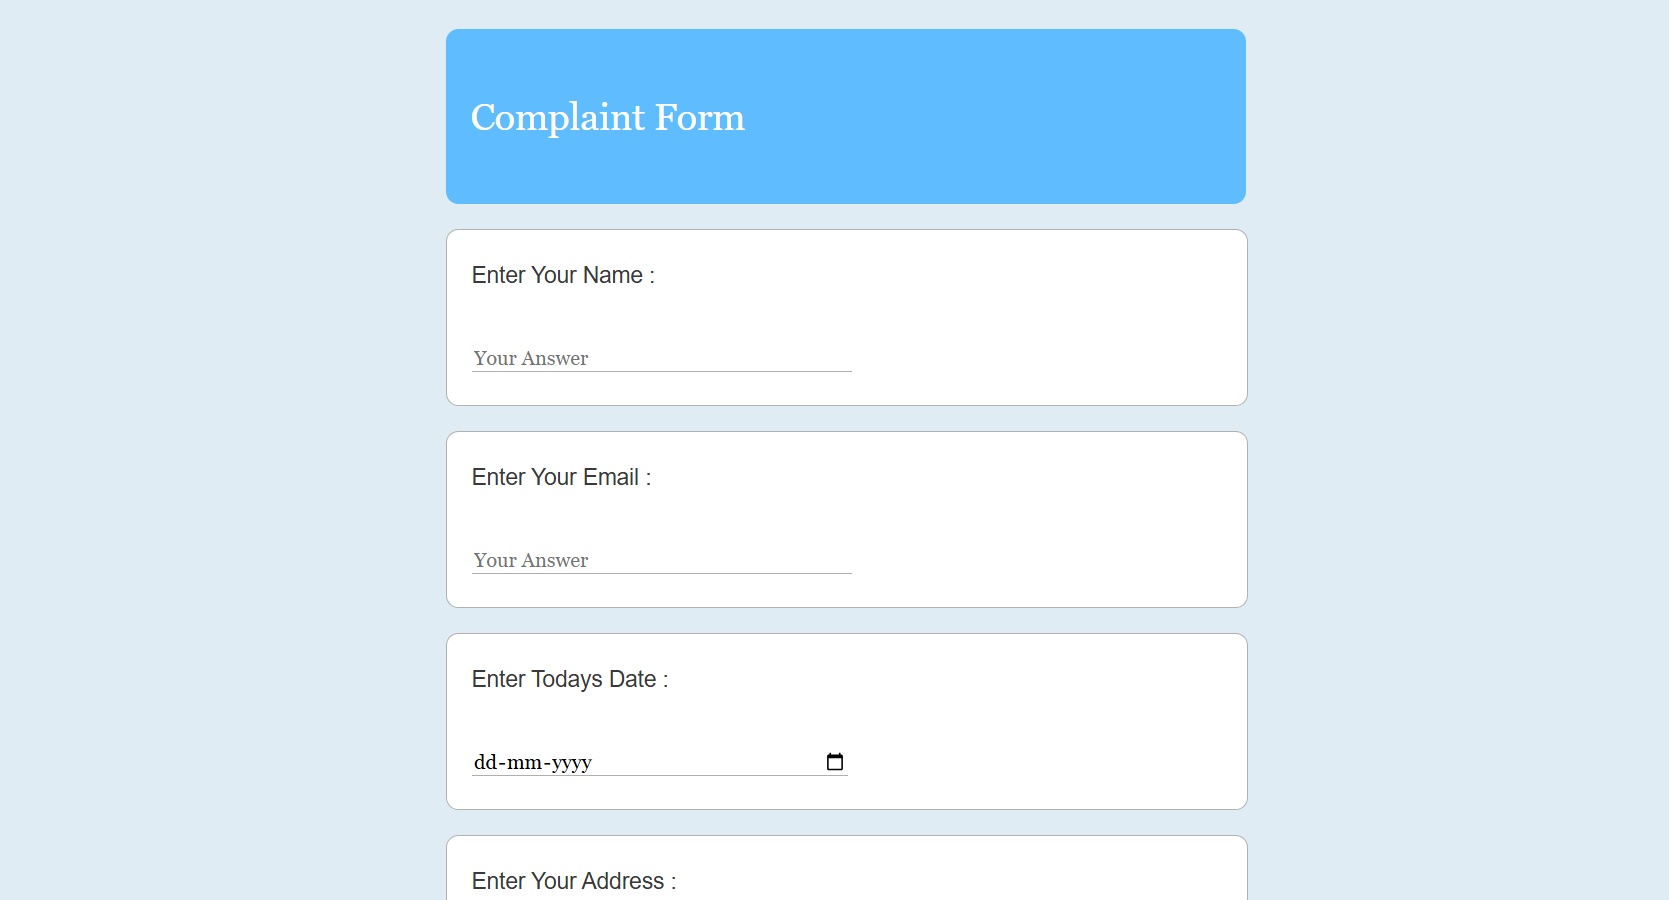 Complaint Form
Enter Your Name :
Your Answer
Enter Your Email :
Your Answer
Enter Todays Date :
dd-mm-yyyy
Enter Your Address :